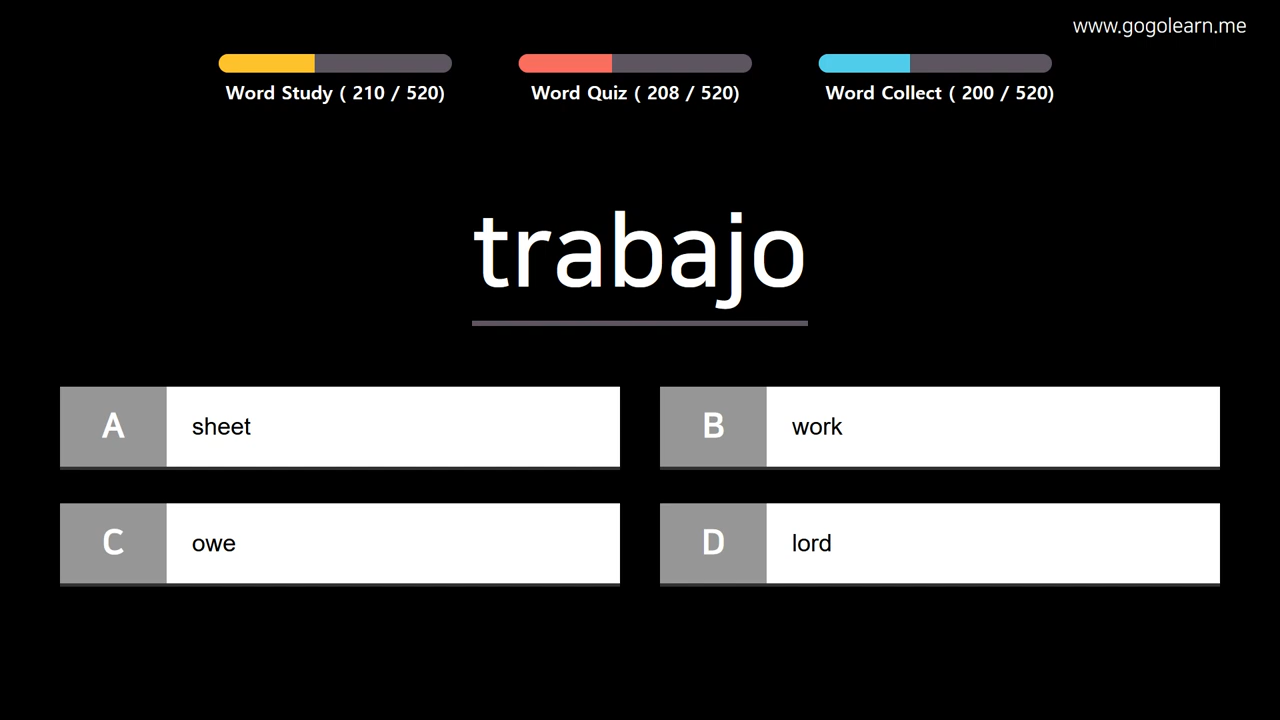 www.gogolearn.me
Word Study ( 210 / 520)
Word Quiz ( 208 / 520)
Word Collect ( 200 / 520)
trabajo
A sheet
B work
C owe
D lord